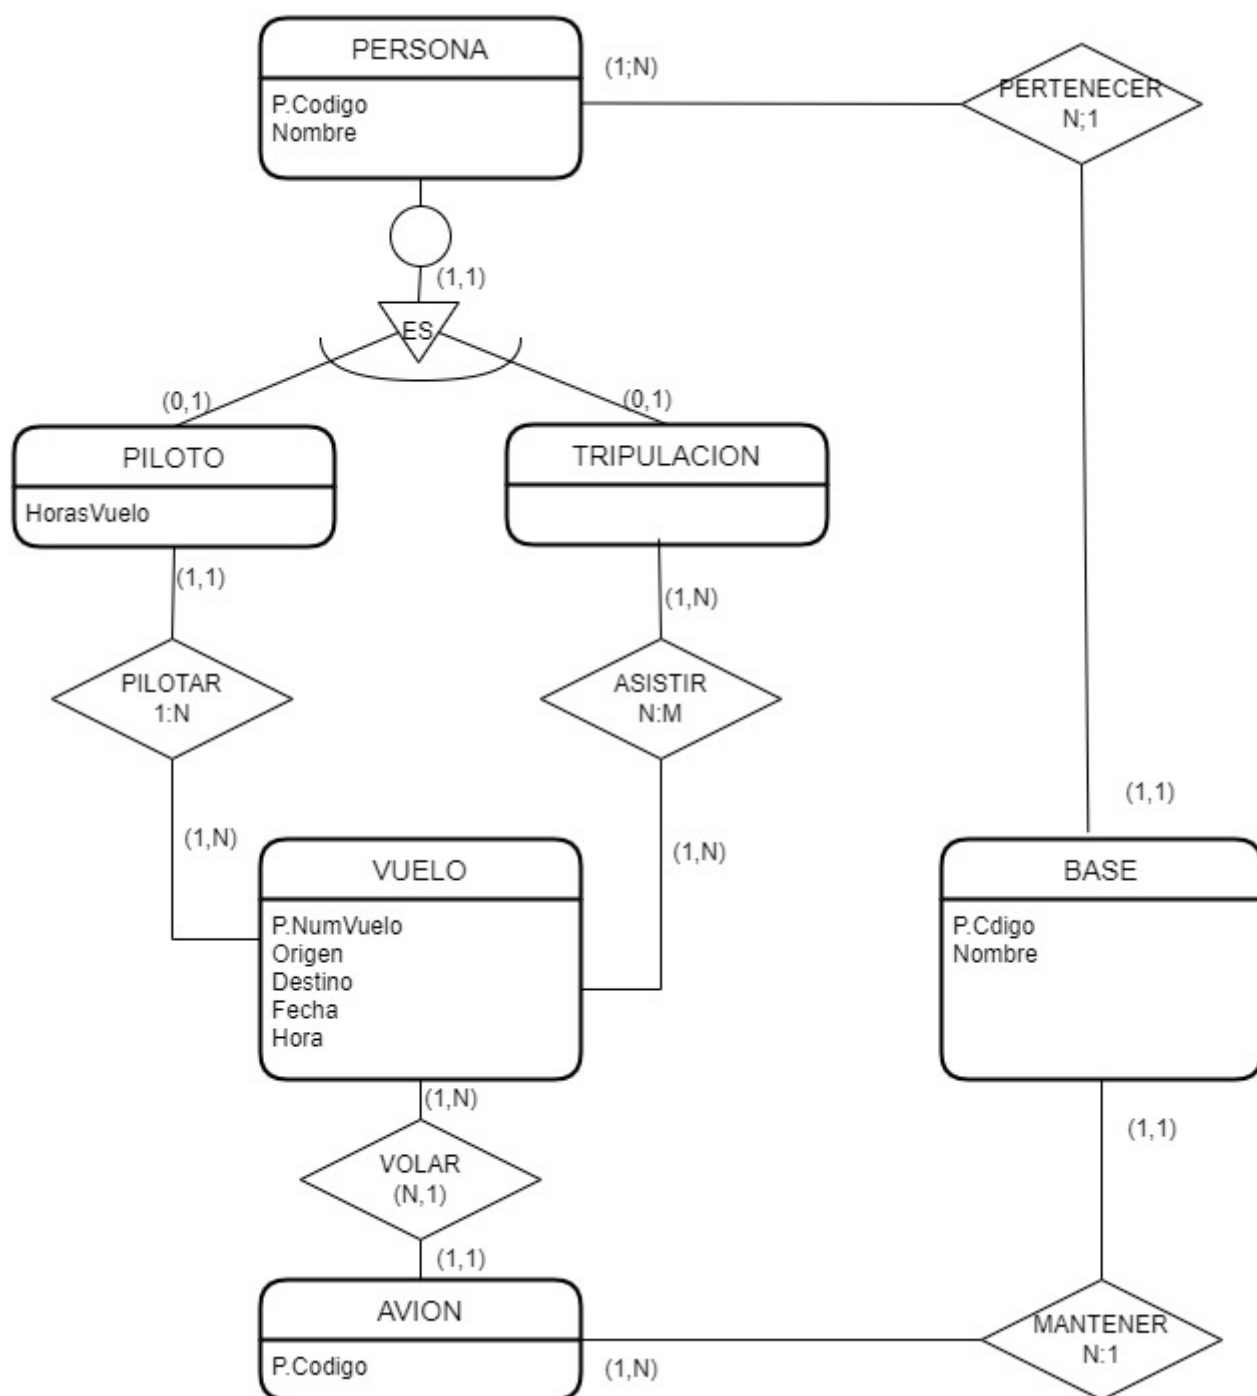 PERSONA
P.Codigo
Nombre
(1;N)
PERTENECER
N;1
(1,1)
ES
(0,1)
(0,1)
PILOTO
HorasVuelo
TRIPULACION
(1,1)
(1,N)
PILOTAR
1:N
ASISTIR
N:M
(1,1)
(1,N)
(1,N)
VUELO
P.NumVuelo
Origen
Destino
Fecha
Hora
BASE
P.Cdigo
Nombre
(1,N)
(1,1)
VOLAR
(N,1)
(1,1)
AVION
P.Codigo
(1,N)
MANTENER
N:1